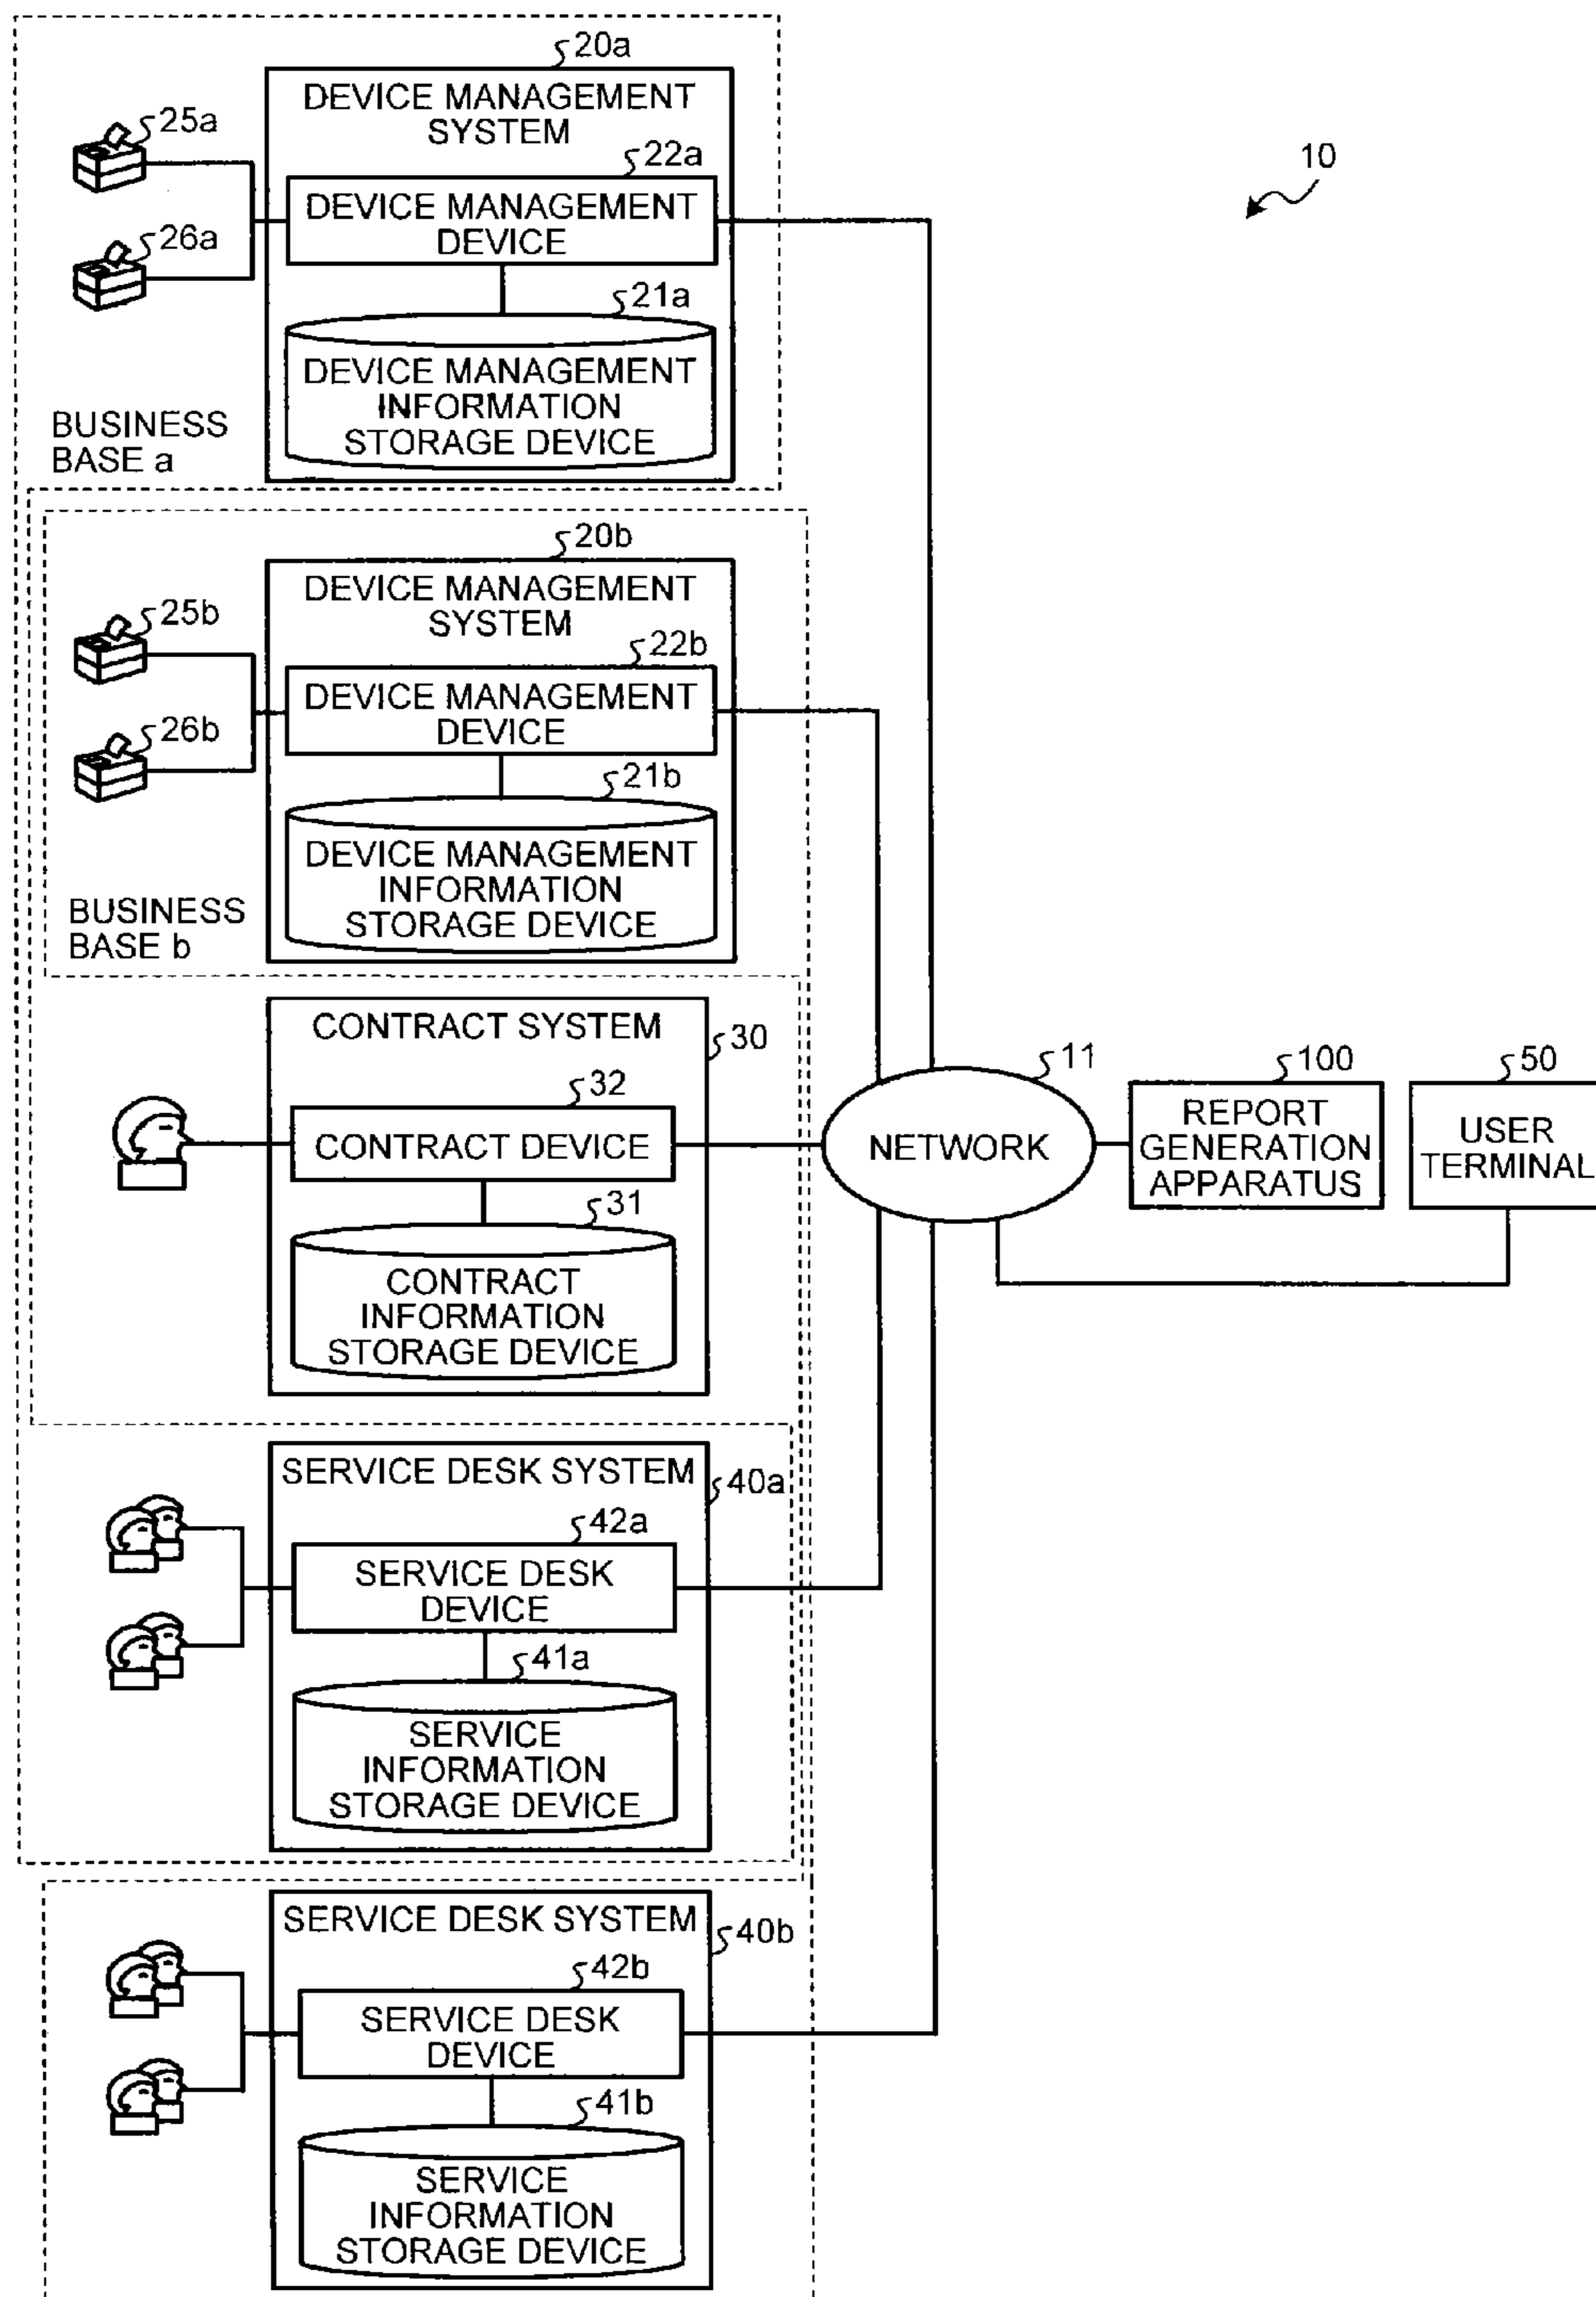 10
20a
DEVICE MANAGEMENT
SYSTEM
25a
26a
22a
DEVICE MANAGEMENT
DEVICE
21a
DEVICE MANAGEMENT
INFORMATION
STORAGE DEVICE
BUSINESS
BASE a
20b
DEVICE MANAGEMENT
SYSTEM
25b
26b
22b
DEVICE MANAGEMENT
DEVICE
21b
DEVICE MANAGEMENT
INFORMATION
STORAGE DEVICE
BUSINESS
BASE b
CONTRACT SYSTEM
30
32
CONTRACT DEVICE
31
CONTRACT
INFORMATION
STORAGE DEVICE
11
NETWORK
100
REPORT
GENERATION
APPARATUS
50
USER
TERMINAL
SERVICE DESK SYSTEM
40a
42a
SERVICE DESK
DEVICE
41a
SERVICE
INFORMATION
STORAGE DEVICE
SERVICE DESK SYSTEM
40b
42b
SERVICE DESK
DEVICE
41b
SERVICE
INFORMATION
STORAGE DEVICE